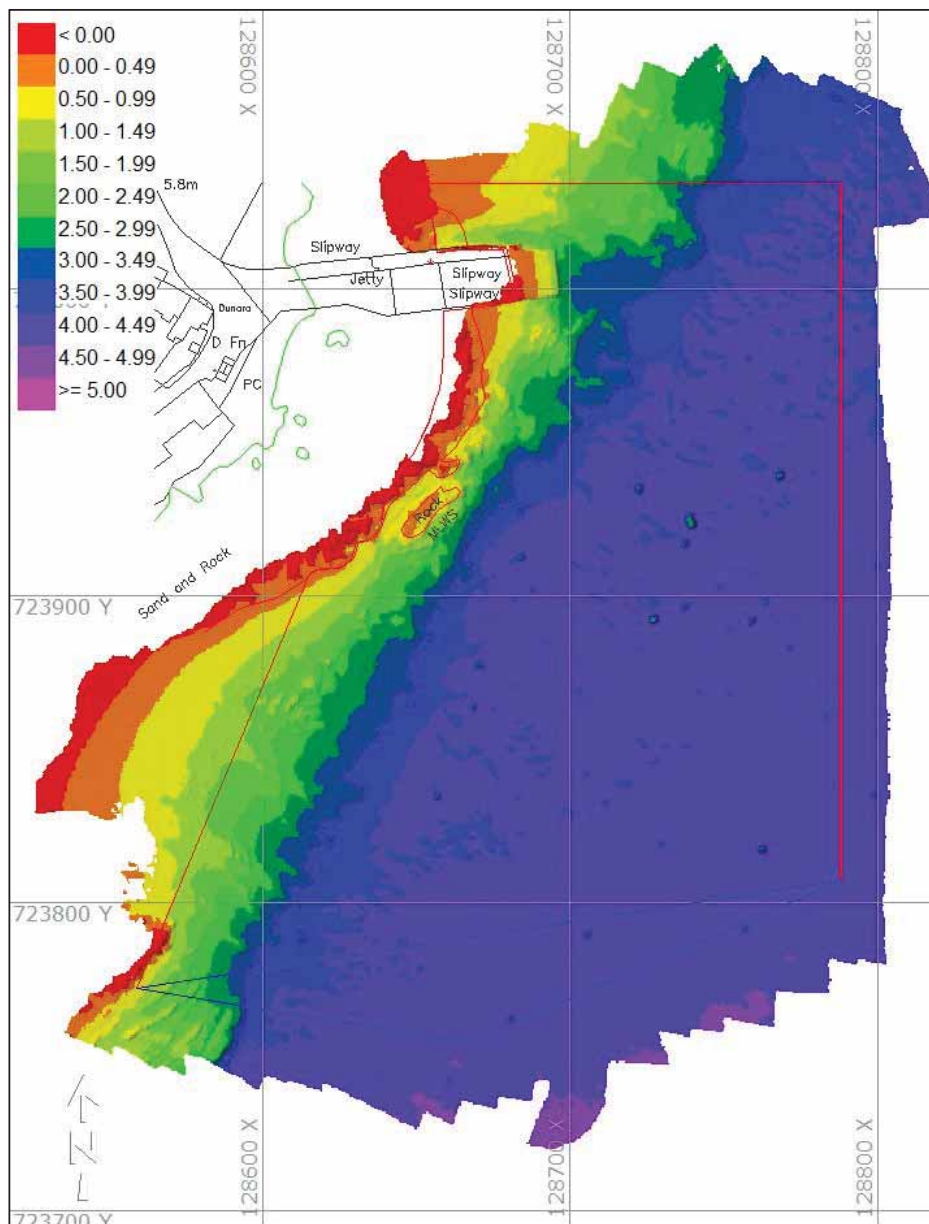 < 0.00
0.00 - 0.49
0.50 - 0.99
1.00 - 1.49
1.50 - 1.99
2.00 - 2.49
2.50 - 2.99
3.00 - 3.49
3.50 - 3.99
4.00 - 4.49
4.50 - 4.99
>= 5.00
128600 X
128700 X
128800 X
5.8m
Slipway
Jetty
Slipway
Slipway
Dunara
D Fn
PC
Rock
MLWS
Sand and Rock
723900 Y
723800 Y
N
128600 X
128700 X
128800 X
723700 Y